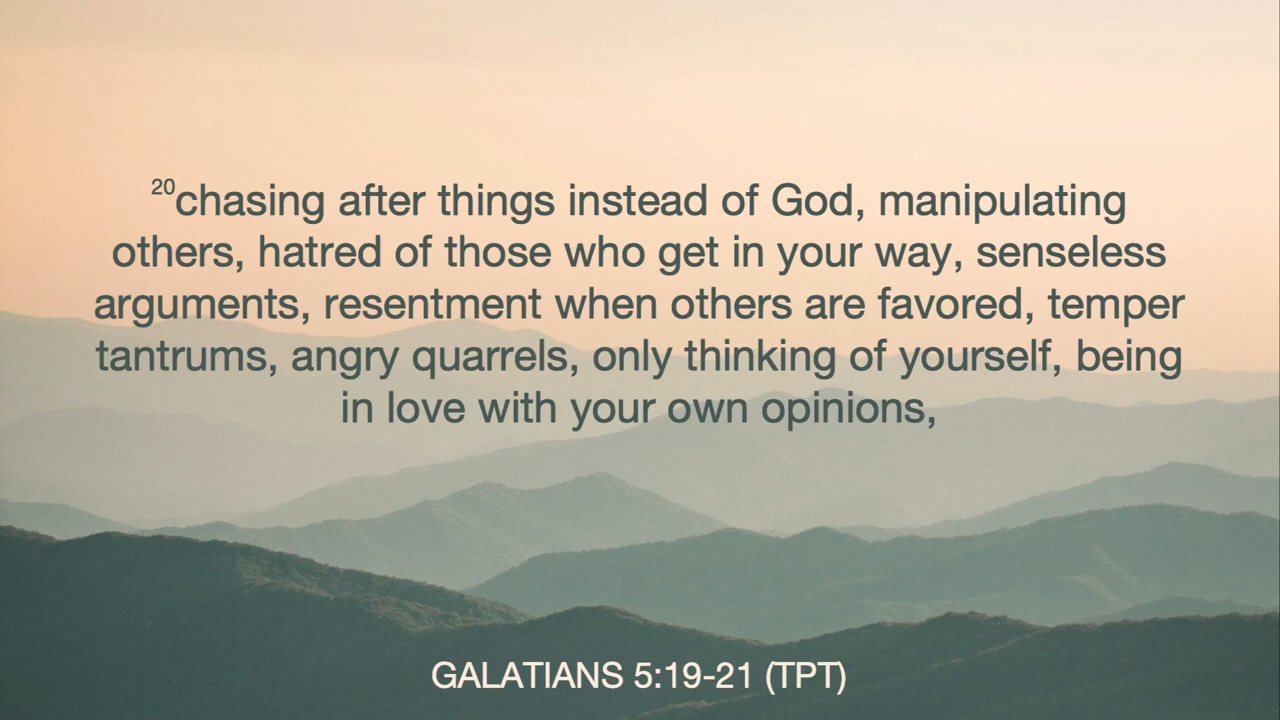 20chasing after things instead of God, manipulating
others, hatred of those who get in your way, senseless
arguments, resentment when others are favored, temper
tantrums, angry quarrels, only thinking of yourself, being
in love with your own opinions,
GALATIANS 5:19-21 (TPT)